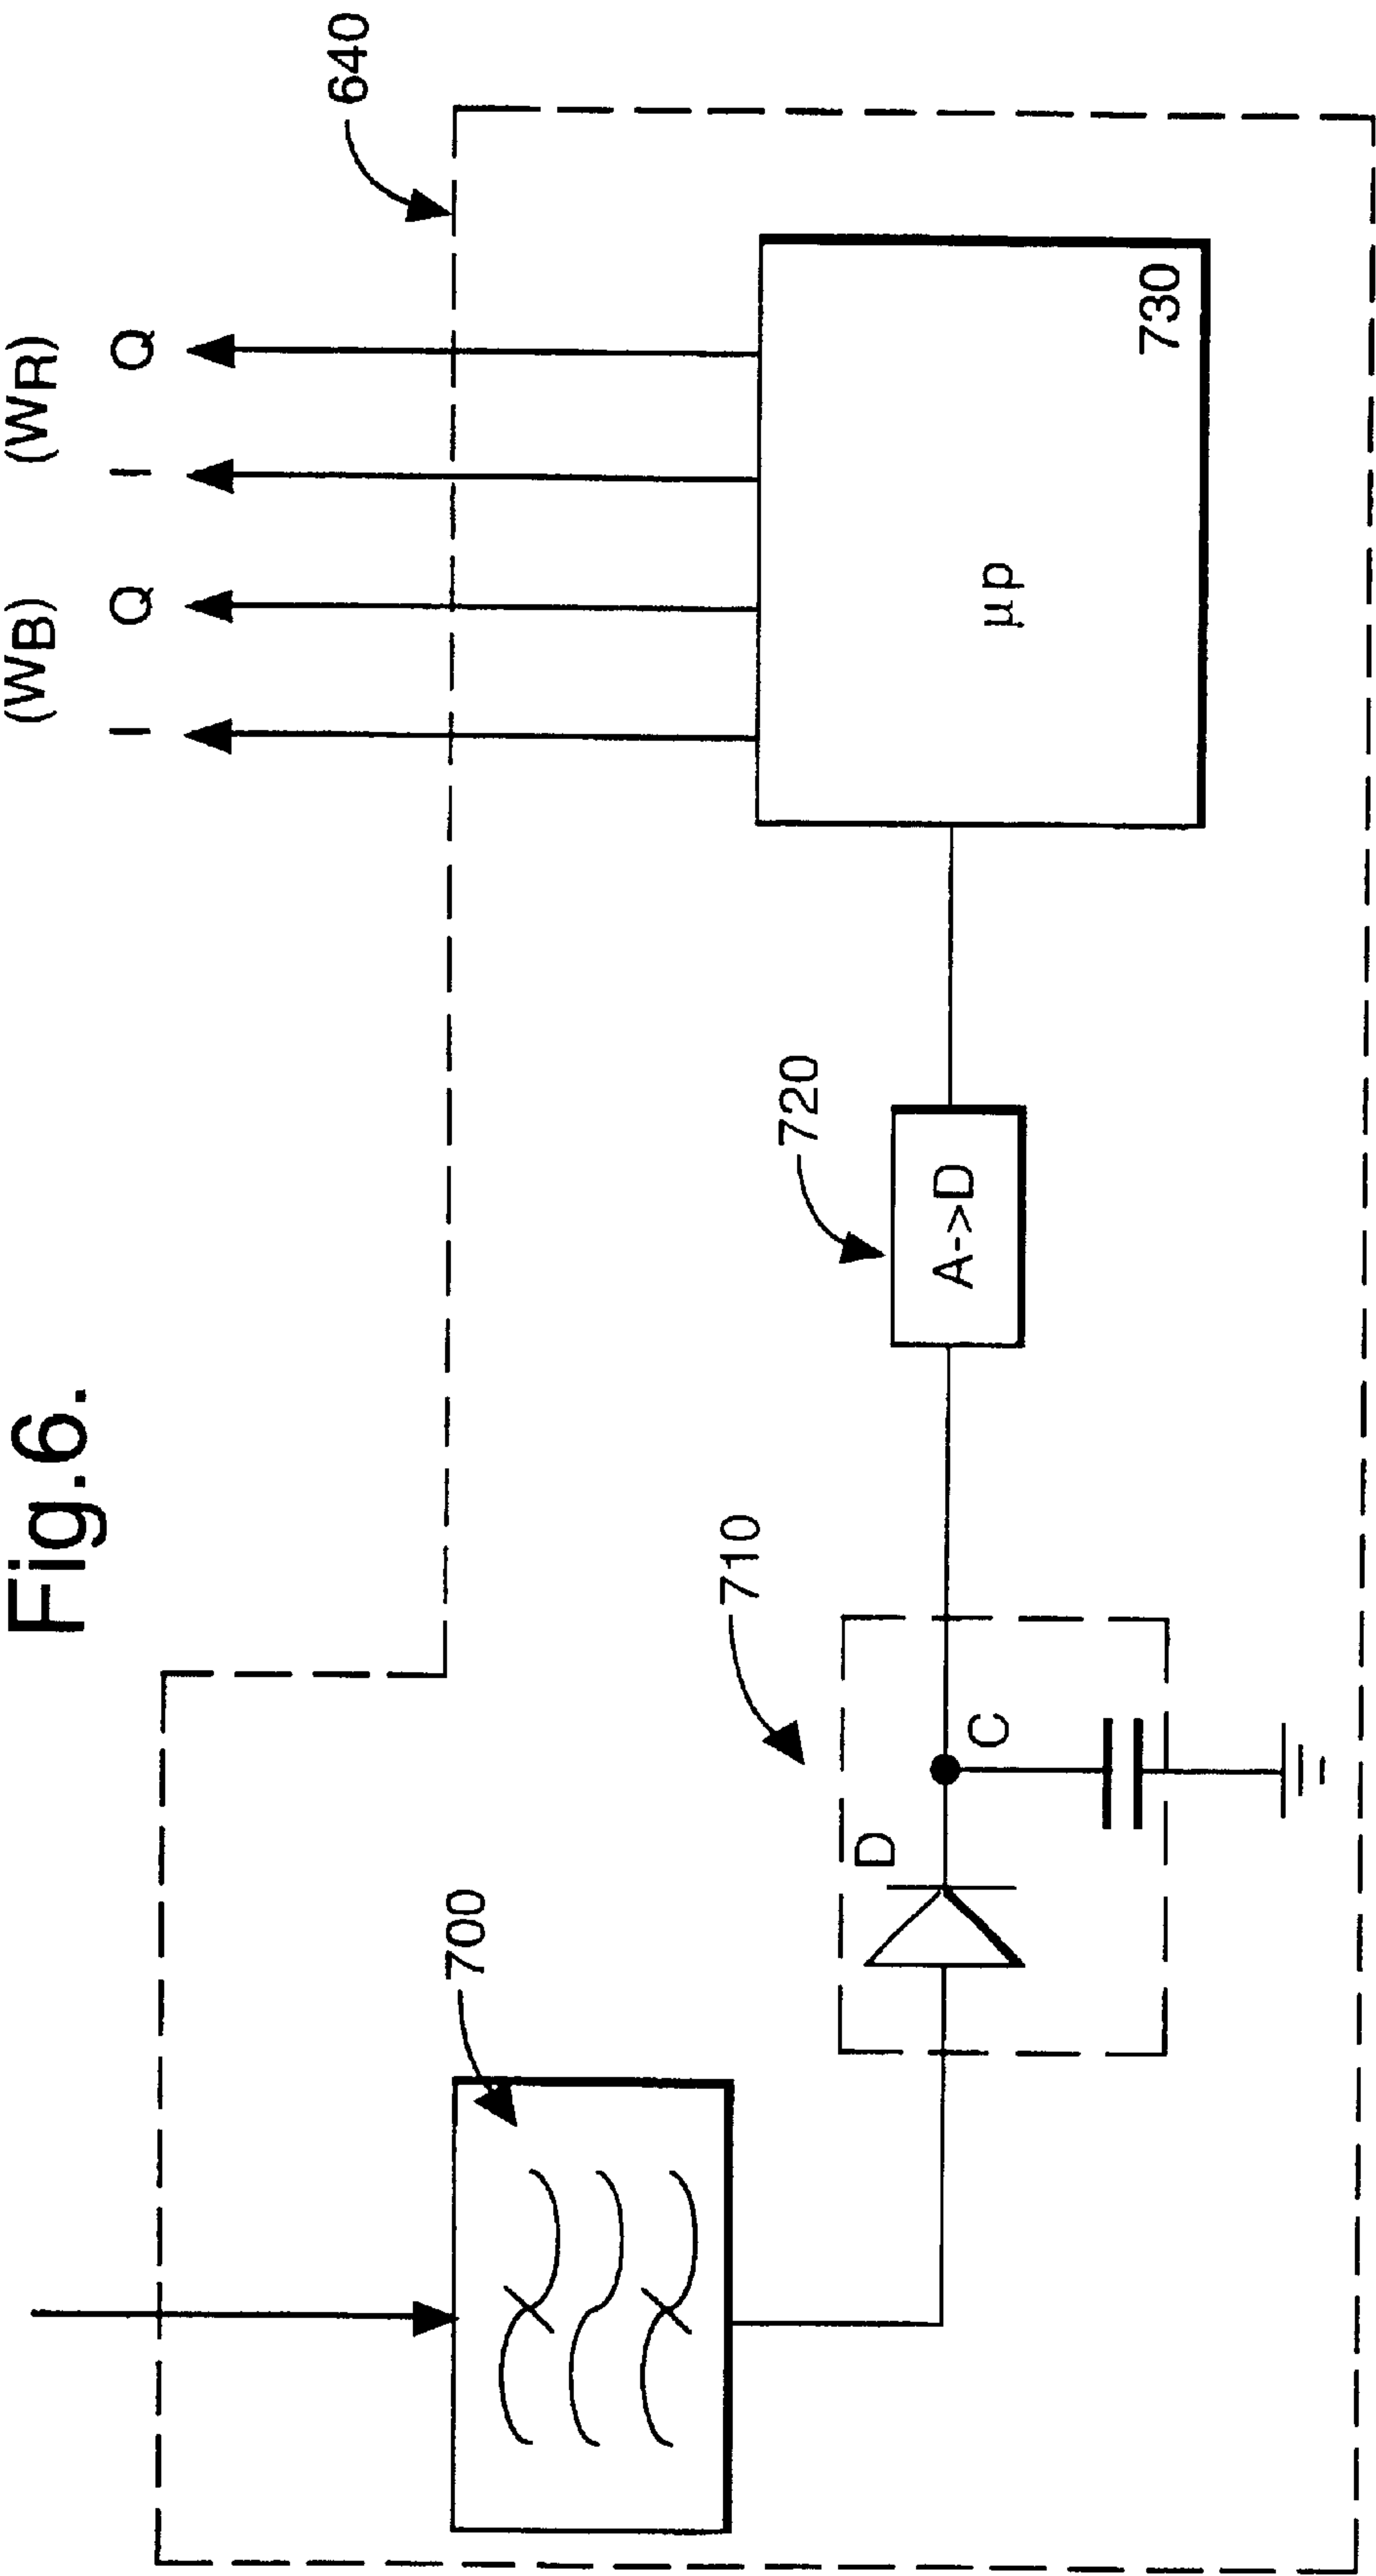 Fig.6.
(WB) (WR)
I Q I Q
640
730
µp
720
A->D
710
D
C
700